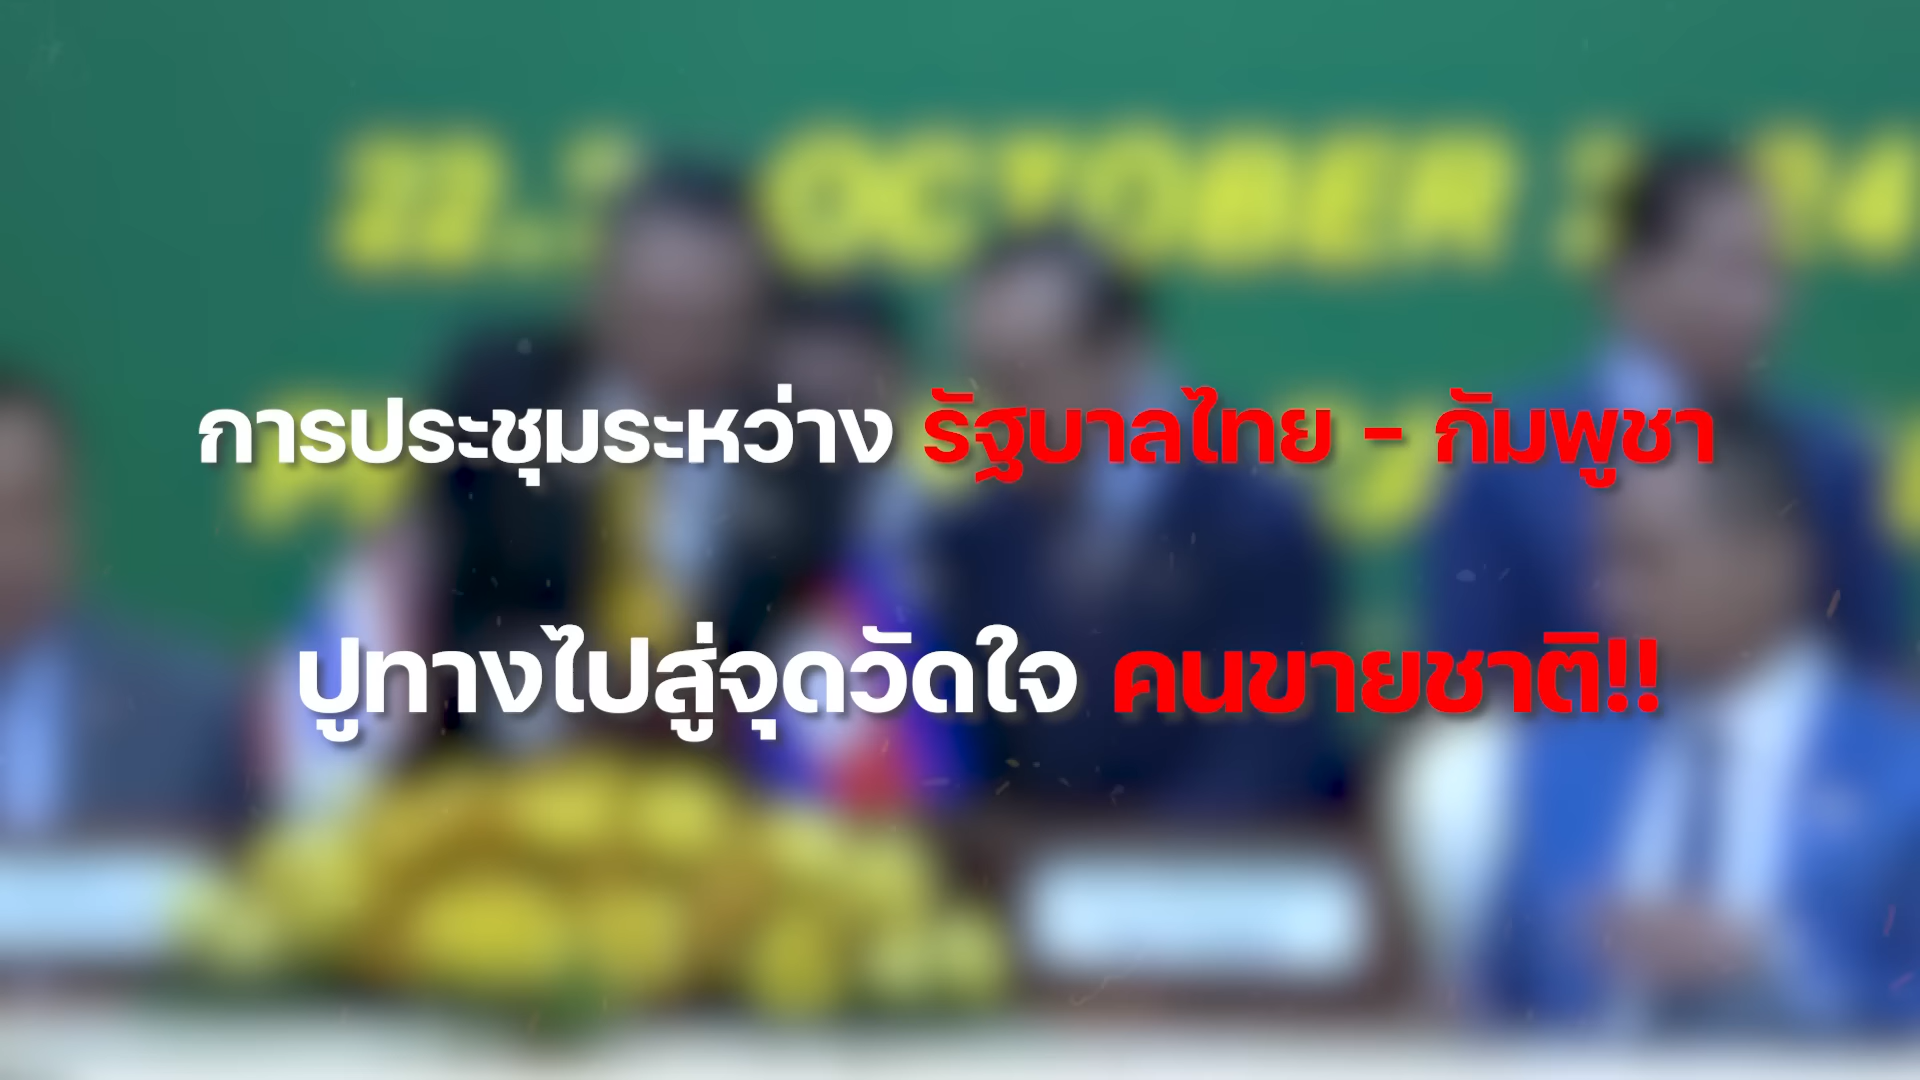 22
OCTOBER
การประชุมระหว่าง รัฐบาลไทย - กัมพูชา
ปูทางไปสู่จุดวัดใจ คนขายชาติ!!